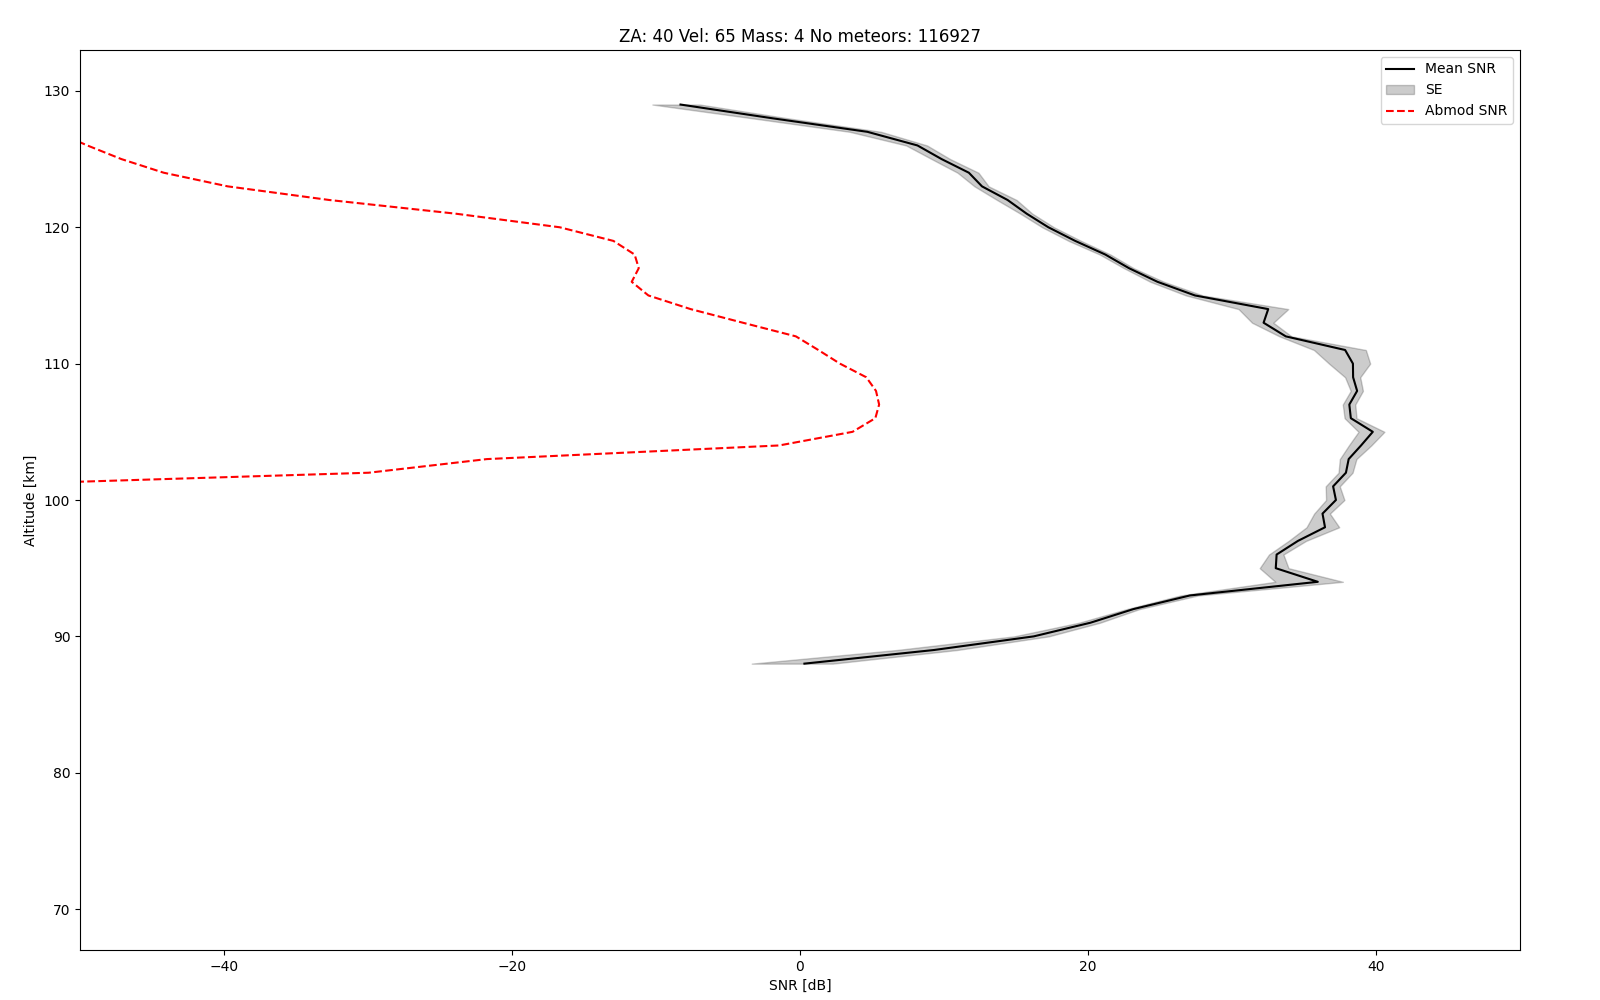 ZA: 40 Vel: 65 Mass: 4 No meteors: 116927
Mean SNR
SE
Abmod SNR
130
120
110
100
90
80
70
Altitude [km]
−40
−20
0
20
40
SNR [dB]